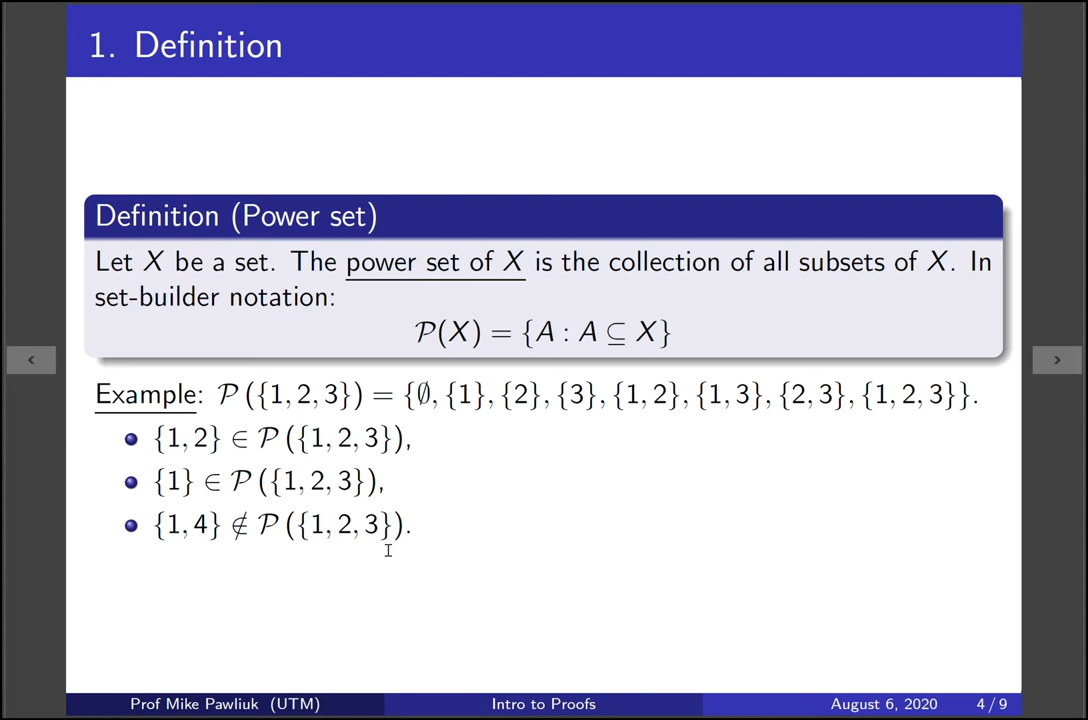 1. Definition
Definition (Power set)
Let X be a set. The power set of X is the collection of all subsets of X. In
set-builder notation:
𝒫(X) = {A : A ⊆ X}
Example: 𝒫 ({1, 2, 3}) = {∅, {1}, {2}, {3}, {1, 2}, {1, 3}, {2, 3}, {1, 2, 3}}.
{1, 2} ∈ 𝒫 ({1, 2, 3}),
{1} ∈ 𝒫 ({1, 2, 3}),
{1, 4} ∉ 𝒫 ({1, 2, 3}).
Prof Mike Pawliuk (UTM) Intro to Proofs August 6, 2020 4 / 9